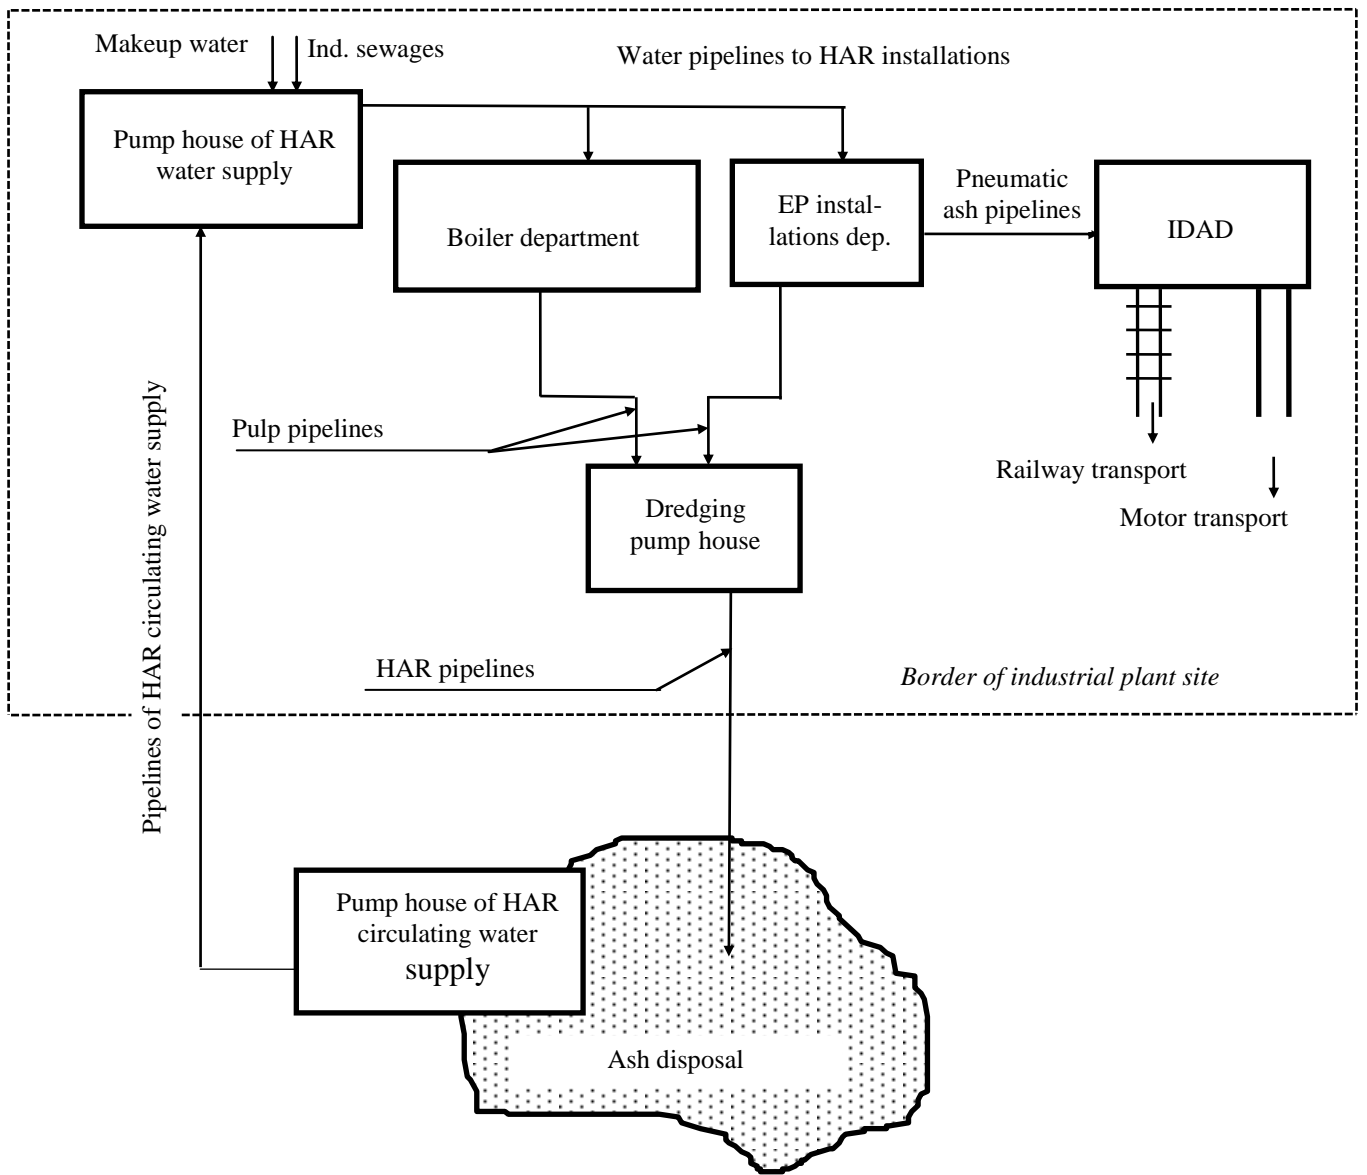 Makeup water
Ind. sewages
Water pipelines to HAR installations
Pump house of HAR
water supply
Boiler department
EP instal-
lations dep.
Pneumatic
ash pipelines
IDAD
Pulp pipelines
Railway transport
Motor transport
Dredging
pump house
HAR pipelines
Border of industrial plant site
Pipelines of HAR circulating water supply
Pump house of HAR
circulating water
supply
Ash disposal